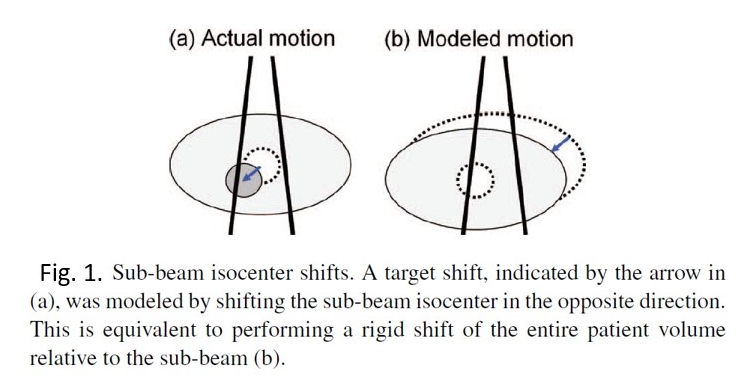 (a) Actual motion
(b) Modeled motion
Fig. 1. Sub-beam isocenter shifts. A target shift, indicated by the arrow in
(a), was modeled by shifting the sub-beam isocenter in the opposite direction.
This is equivalent to performing a rigid shift of the entire patient volume
relative to the sub-beam (b).